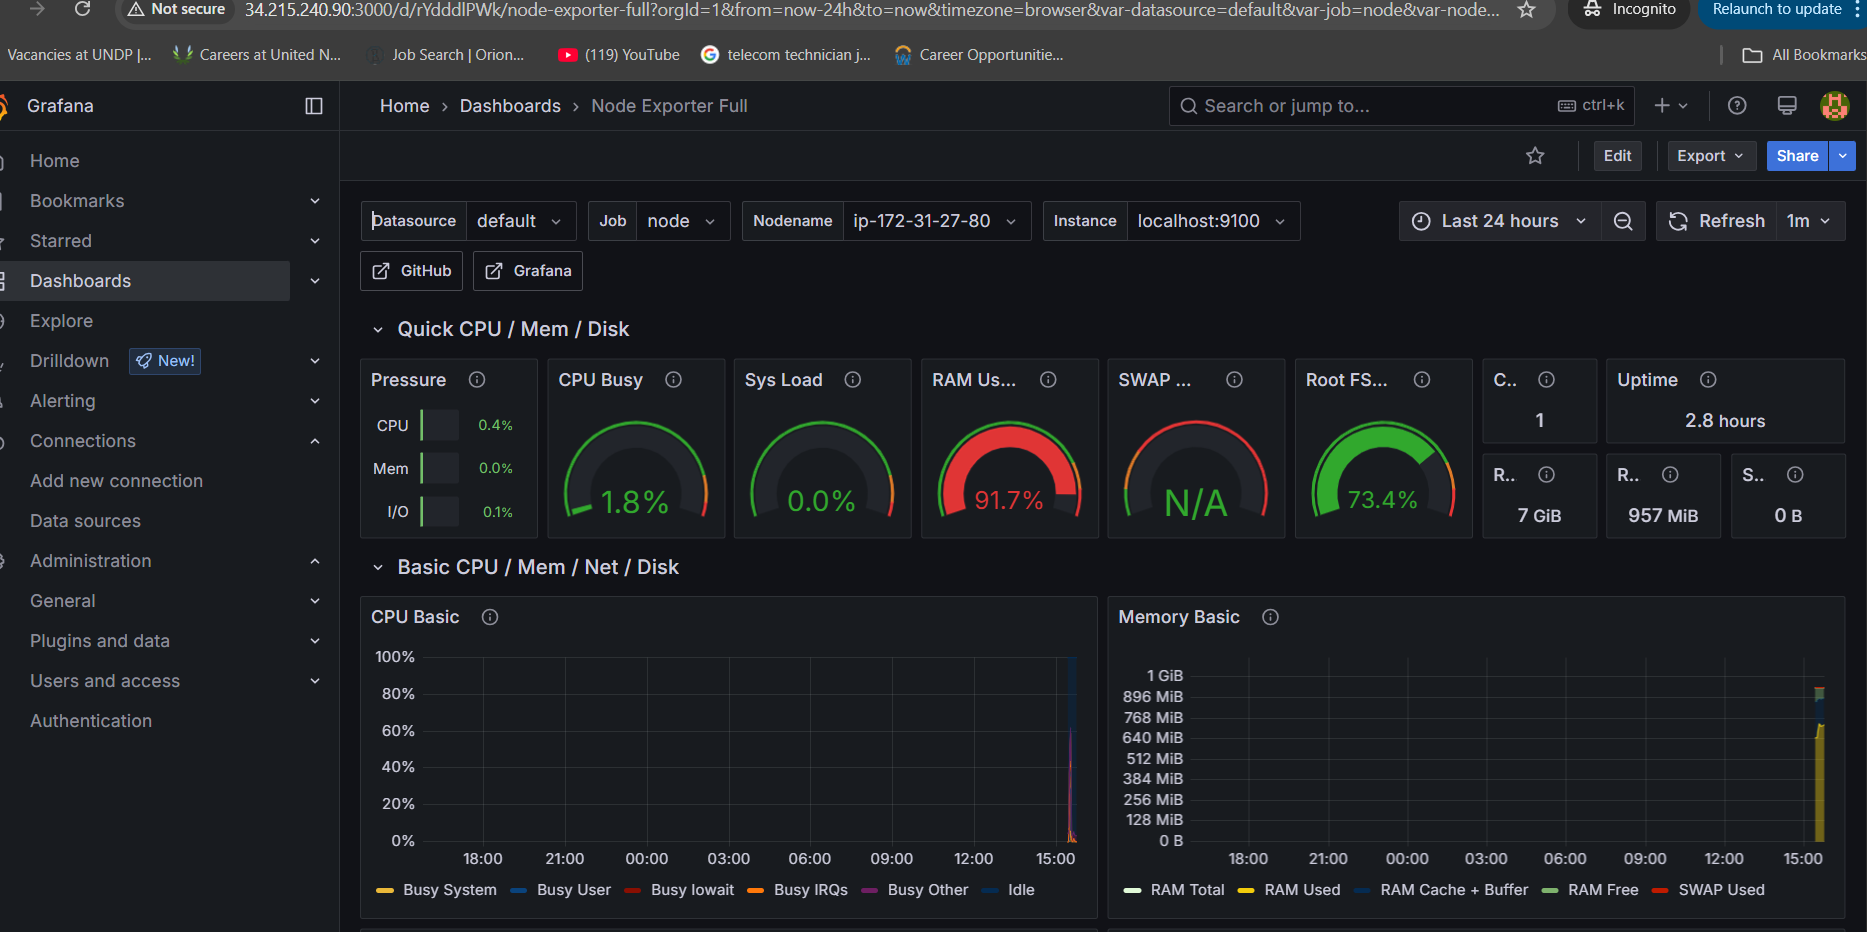 Not secure 34.215.240.90:3000/d/rYdddlPWk/node-exporter-full?orgId=1&from=now-24h&to=now&timezone=browser&var-datasource=default&var-job=node&var-node... Incognito Relaunch to update
Vacancies at UNDP |... Careers at United N... Job Search | Orion... (119) YouTube telecom technician j... Career Opportunitie... All Bookmarks
Grafana
Home
Bookmarks
Starred
Dashboards
Explore
Drilldown New!
Alerting
Connections
Add new connection
Data sources
Administration
General
Plugins and data
Users and access
Authentication
Home › Dashboards › Node Exporter Full Search or jump to... ctrl+k
Edit Export Share
Datasource default Job node Nodename ip-172-31-27-80 Instance localhost:9100 Last 24 hours Refresh 1m
GitHub Grafana
Quick CPU / Mem / Disk
Pressure
CPU 0.4%
Mem 0.0%
I/O 0.1%
CPU Busy
1.8%
Sys Load
0.0%
RAM Us...
91.7%
SWAP ...
N/A
Root FS...
73.4%
C..
1
Uptime
2.8 hours
R..
7 GiB
R..
957 MiB
S..
0 B
Basic CPU / Mem / Net / Disk
CPU Basic
100%
80%
60%
40%
20%
0%
18:00 21:00 00:00 03:00 06:00 09:00 12:00 15:00
Busy System Busy User Busy Iowait Busy IRQs Busy Other Idle
Memory Basic
1 GiB
896 MiB
768 MiB
640 MiB
512 MiB
384 MiB
256 MiB
128 MiB
0 B
18:00 21:00 00:00 03:00 06:00 09:00 12:00 15:00
RAM Total RAM Used RAM Cache + Buffer RAM Free SWAP Used